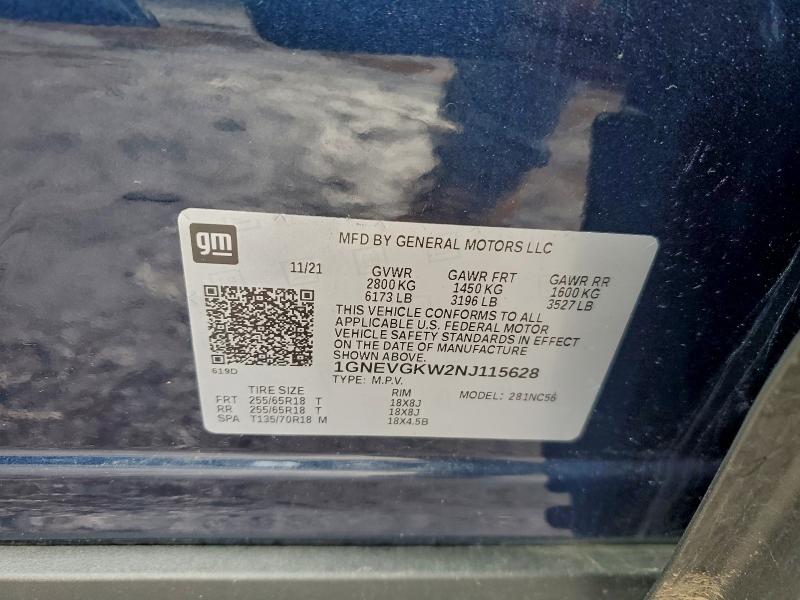 gm
MFD BY GENERAL MOTORS LLC
11/21 GVWR GAWR FRT GAWR RR
2800 KG 1450 KG 1600 KG
6173 LB 3196 LB 3527 LB
THIS VEHICLE CONFORMS TO ALL
APPLICABLE U.S. FEDERAL MOTOR
VEHICLE SAFETY STANDARDS IN EFFECT
ON THE DATE OF MANUFACTURE
SHOWN ABOVE.
619D
1GNEVGKW2NJ115628
TYPE: M.P.V.
MODEL: 281NC56
TIRE SIZE RIM
FRT 255/65R18 T 18X8J
RR 255/65R18 T 18X8J
SPA T135/70R18 M 18X4.5B